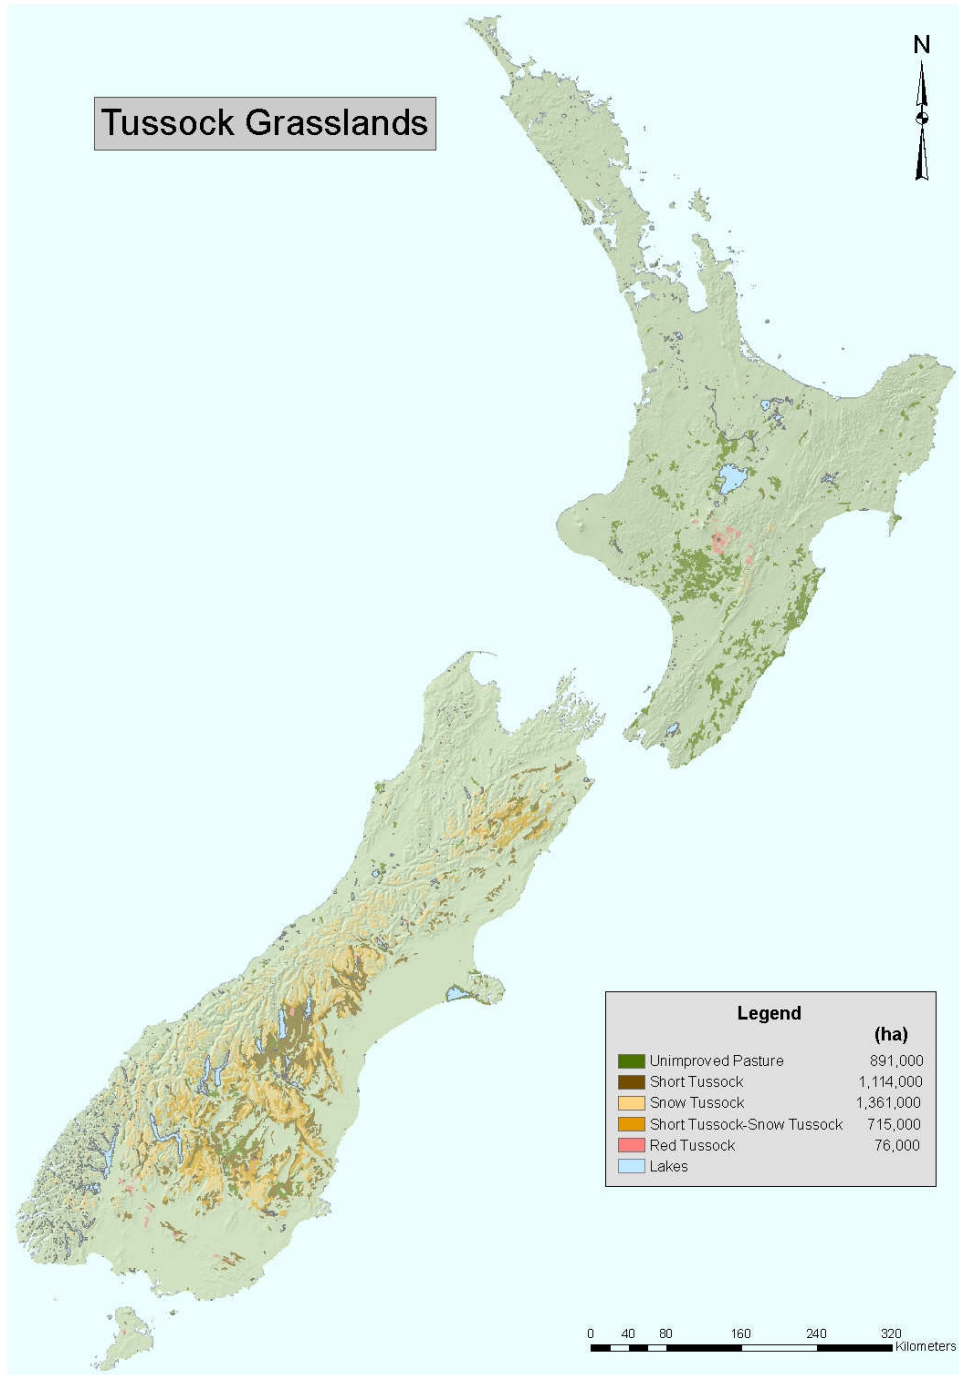 N
Tussock Grasslands
Legend
(ha)
Unimproved Pasture 891,000
Short Tussock 1,114,000
Snow Tussock 1,361,000
Short Tussock-Snow Tussock 715,000
Red Tussock 76,000
Lakes
0 40 80 160 240 320
Kilometers